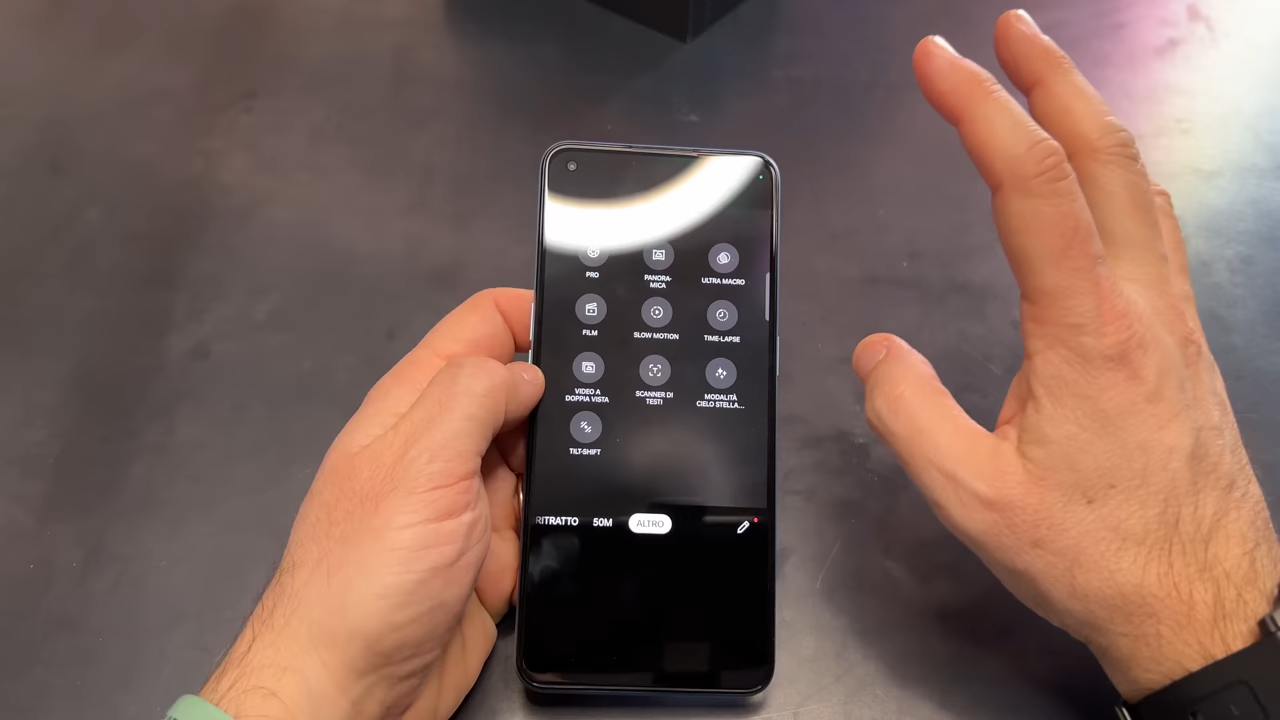 PRO
PANORA-
MICA
ULTRA MACRO
FILM
SLOW MOTION
TIME-LAPSE
VIDEO A
DOPPIA VISTA
SCANNER DI
TESTI
MODALITÀ
CIELO STELLA...
TILT-SHIFT
RITRATTO 50M ALTRO